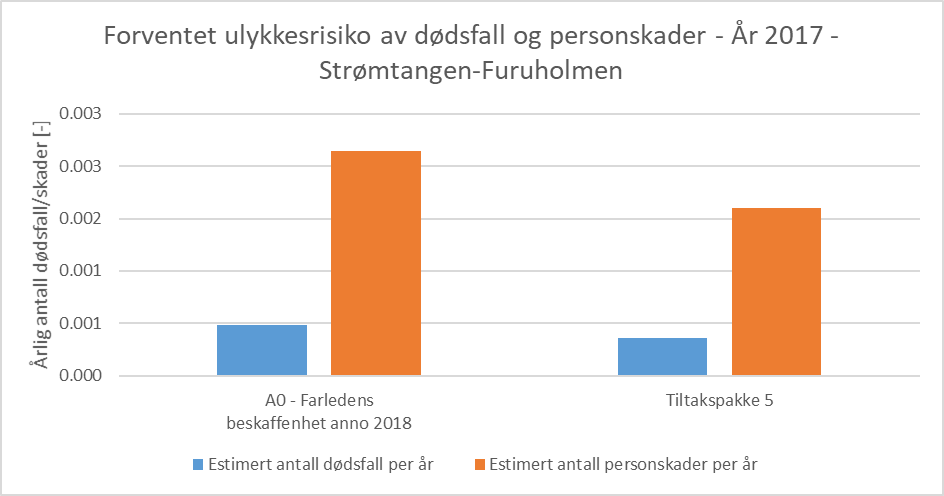 Forventet ulykkesrisiko av dødsfall og personskader - År 2017 -
Strømtangen-Furuholmen
Årlig antall dødsfall/skader [-]
0.003
0.003
0.002
0.001
0.001
0.000
A0 - Farledens
beskaffenhet anno 2018
Tiltakspakke 5
Estimert antall dødsfall per år
Estimert antall personskader per år